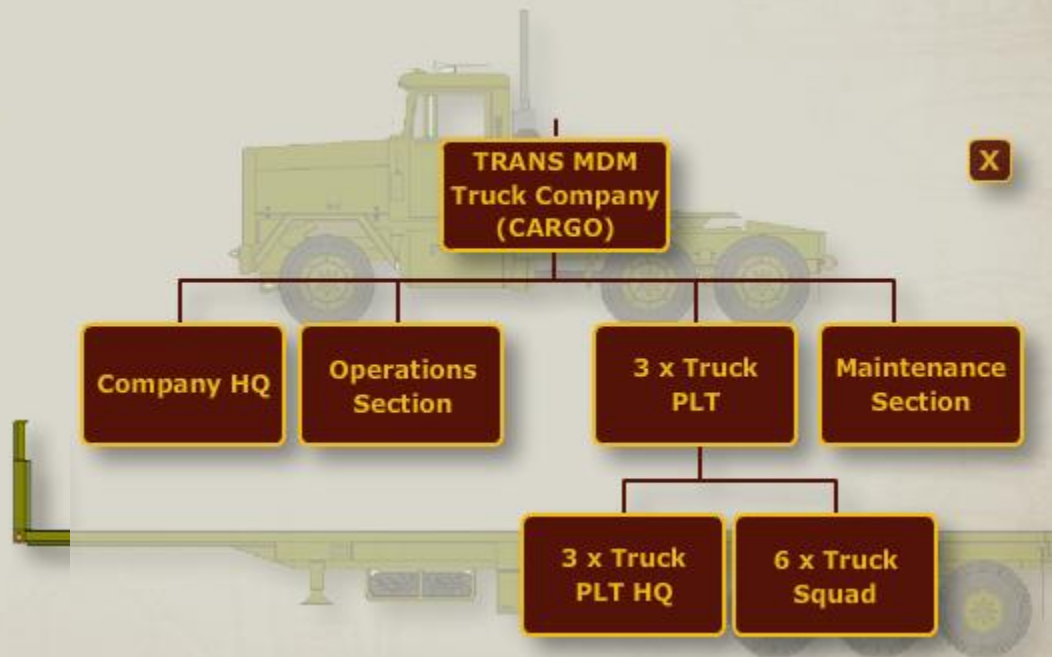 TRANS MDM
Truck Company
(CARGO)
X
Company HQ
Operations
Section
3 x Truck
PLT
Maintenance
Section
3 x Truck
PLT HQ
6 x Truck
Squad